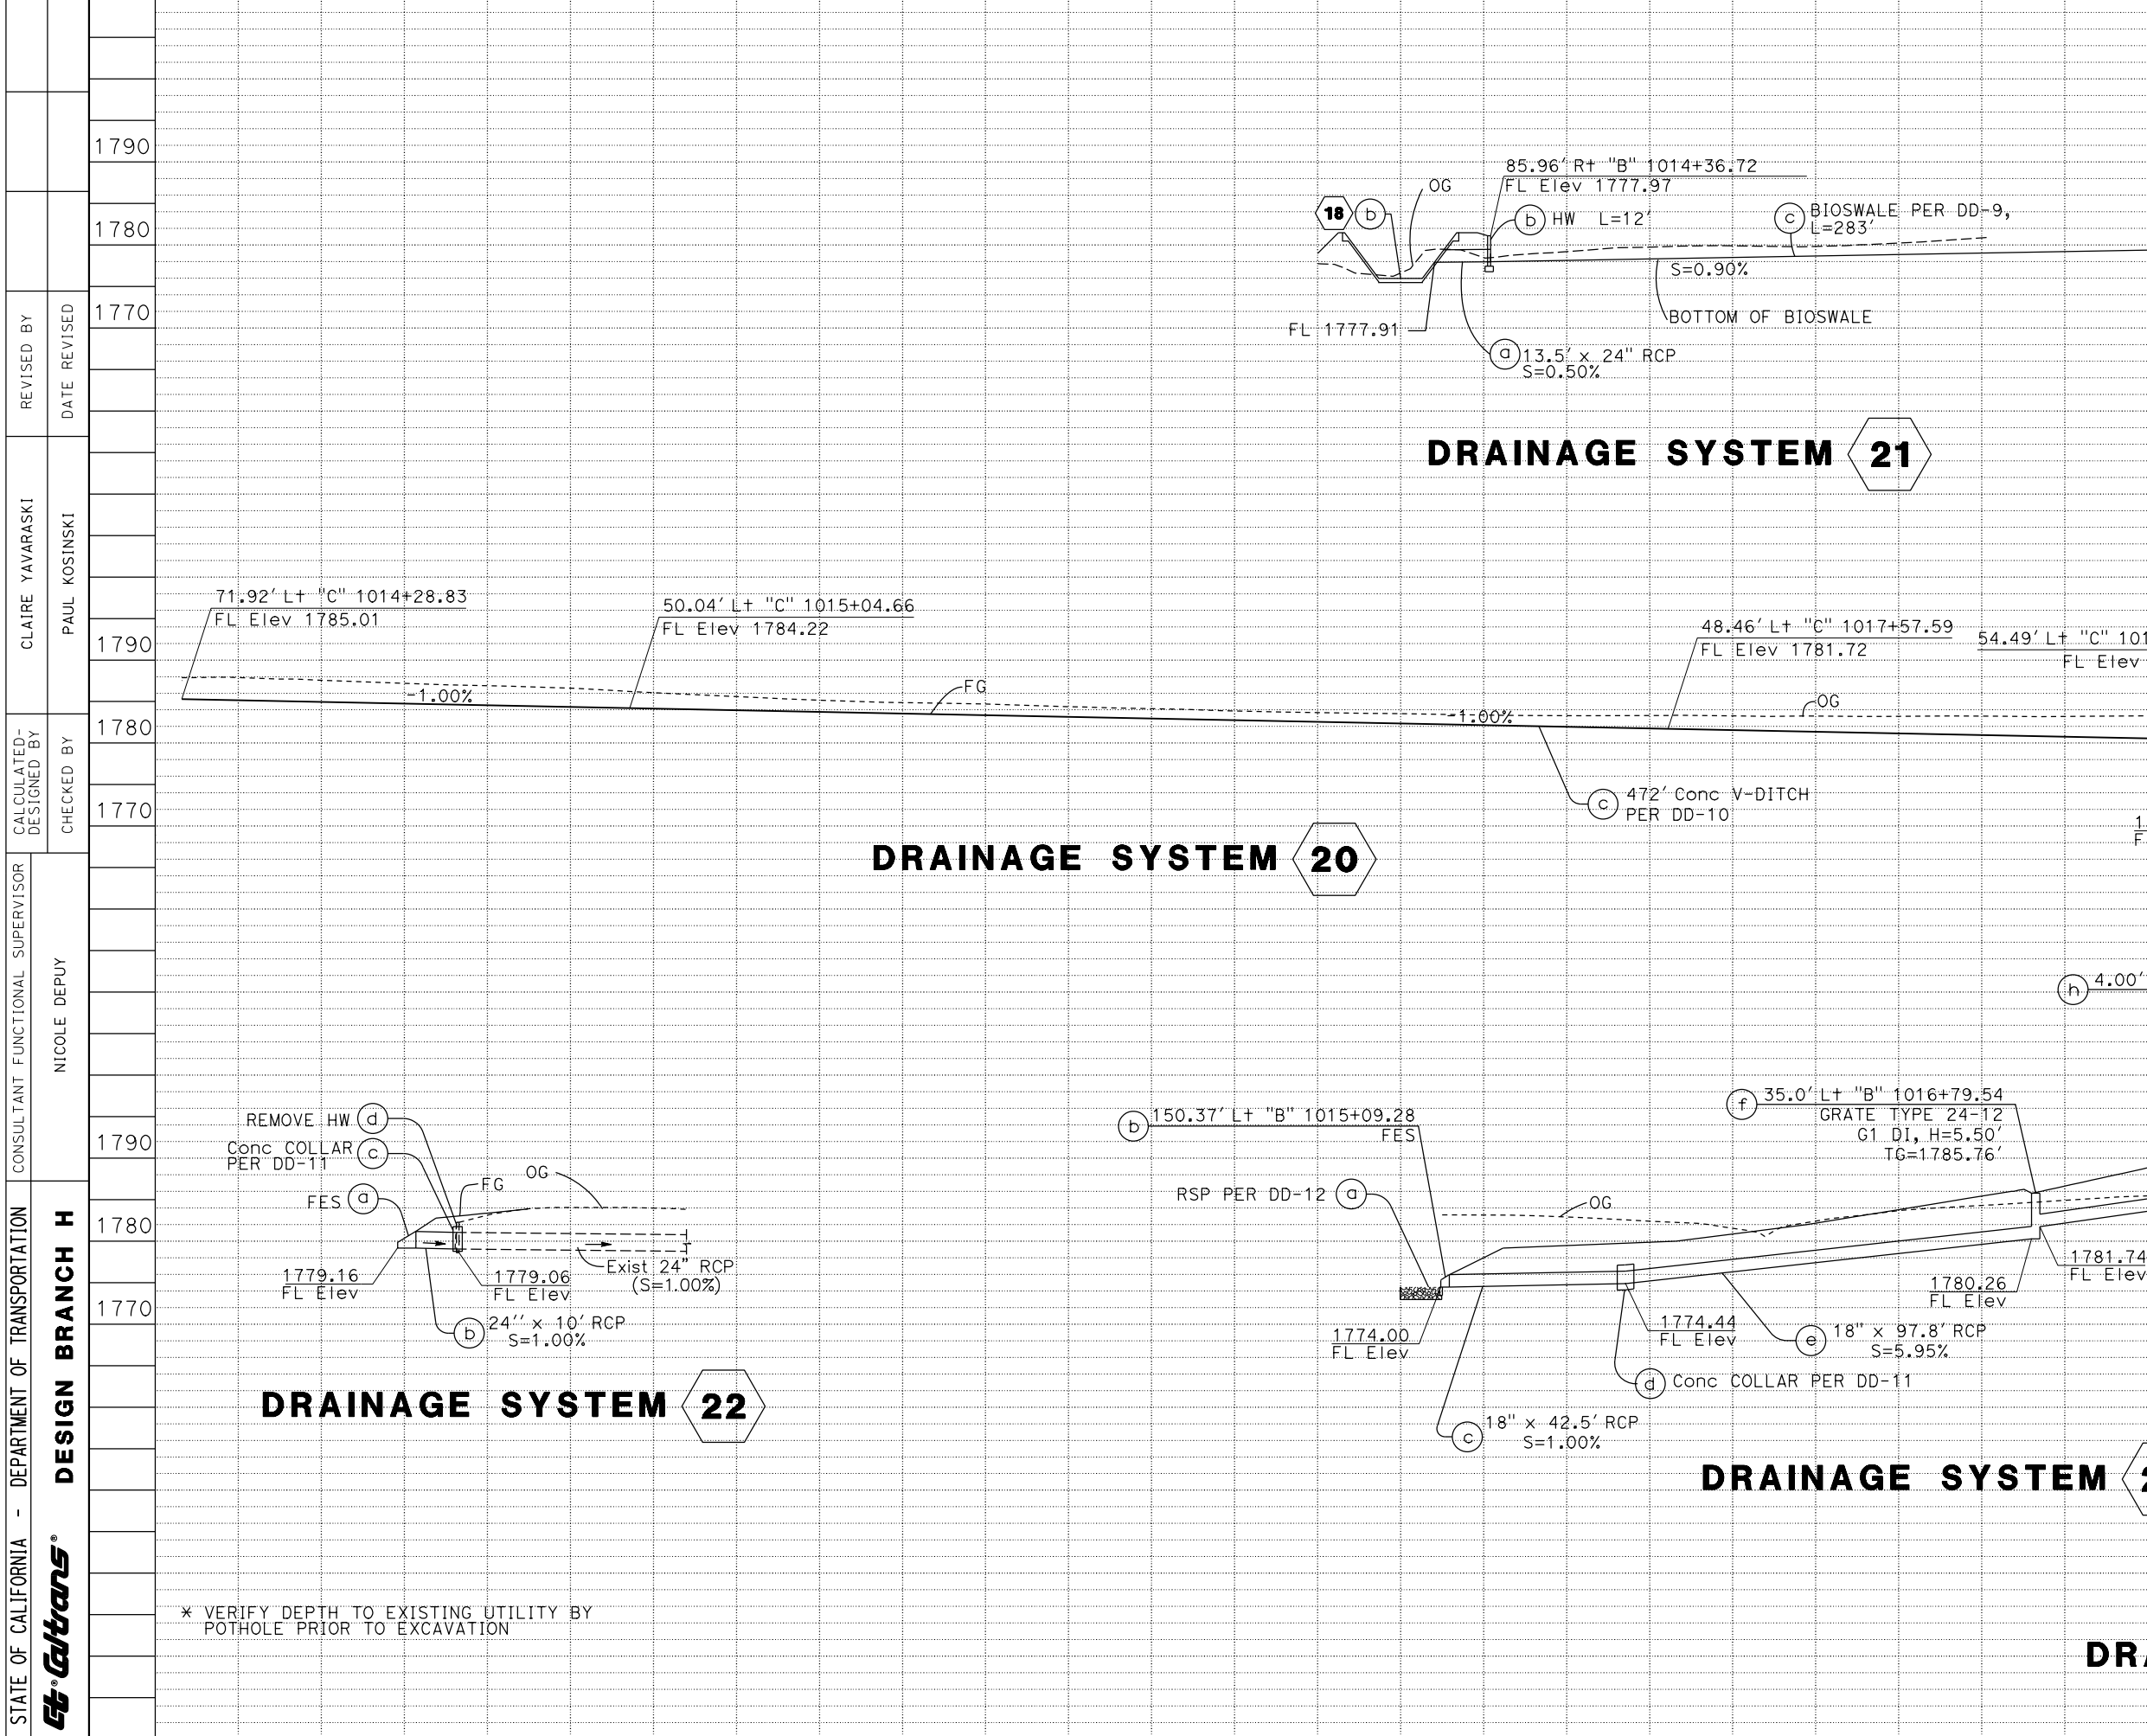 1790
1780
1770
85.96' Rt "B" 1014+36.72
FL Elev 1777.97
OG
18
b
b HW L=12'
c BIOSWALE PER DD-9,
L=283'
S=0.90%
BOTTOM OF BIOSWALE
FL 1777.91
a 13.5' x 24" RCP
S=0.50%
DRAINAGE SYSTEM 21
71.92' Lt "C" 1014+28.83
FL Elev 1785.01
50.04' Lt "C" 1015+04.66
FL Elev 1784.22
48.46' Lt "C" 1017+57.59
FL Elev 1781.72
54.49' Lt "C" 101
FL Elev
1790
1780
1770
-1.00%
FG
-1.00%
OG
c 472' Conc V-DITCH
PER DD-10
1
F
DRAINAGE SYSTEM 20
h 4.00'
1790
1780
1770
REMOVE HW d
Conc COLLAR c
PER DD-11
FES a
FG
OG
1779.16
FL Elev
1779.06
FL Elev
Exist 24" RCP
(S=1.00%)
b 24'' x 10' RCP
S=1.00%
DRAINAGE SYSTEM 22
b 150.37' Lt "B" 1015+09.28
FES
RSP PER DD-12 a
OG
f 35.0' Lt "B" 1016+79.54
GRATE TYPE 24-12
G1 DI, H=5.50'
TG=1785.76'
1781.74
FL Elev
1780.26
FL Elev
1774.00
FL Elev
1774.44
FL Elev
e 18" x 97.8' RCP
S=5.95%
d Conc COLLAR PER DD-11
c 18" x 42.5' RCP
S=1.00%
DRAINAGE SYSTEM
* VERIFY DEPTH TO EXISTING UTILITY BY
POTHOLE PRIOR TO EXCAVATION
DRA
REVISED BY
DATE REVISED
CLAIRE YAVARASKI
PAUL KOSINSKI
CALCULATED-
DESIGNED BY
CHECKED BY
CONSULTANT FUNCTIONAL SUPERVISOR
NICOLE DEPUY
STATE OF CALIFORNIA - DEPARTMENT OF TRANSPORTATION
DESIGN BRANCH H
Ct® Caltrans®